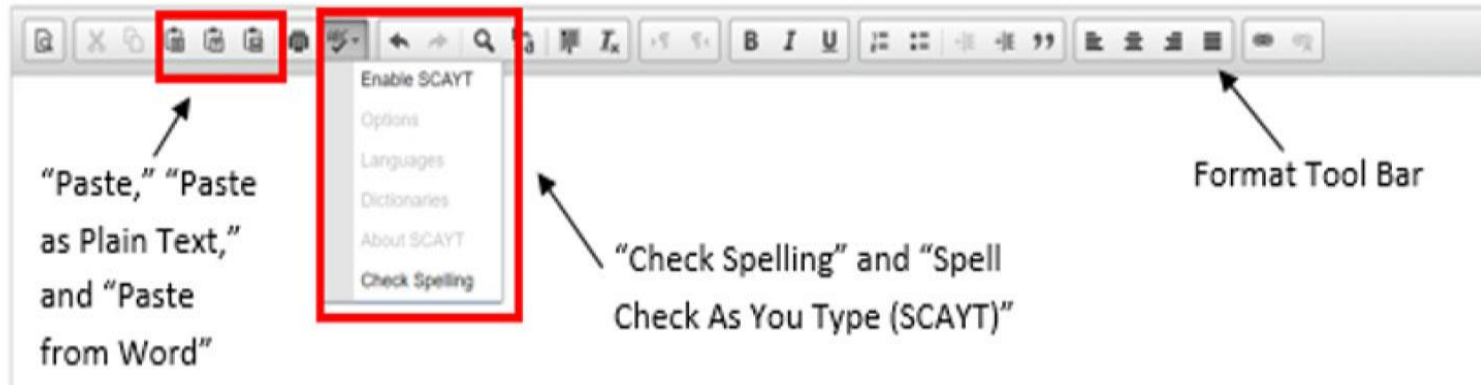 B I U
Enable SCAYT
Options
Languages
Dictionaries
About SCAYT
Check Spelling
“Paste,” “Paste
as Plain Text,”
and “Paste
from Word”
“Check Spelling” and “Spell
Check As You Type (SCAYT)”
Format Tool Bar